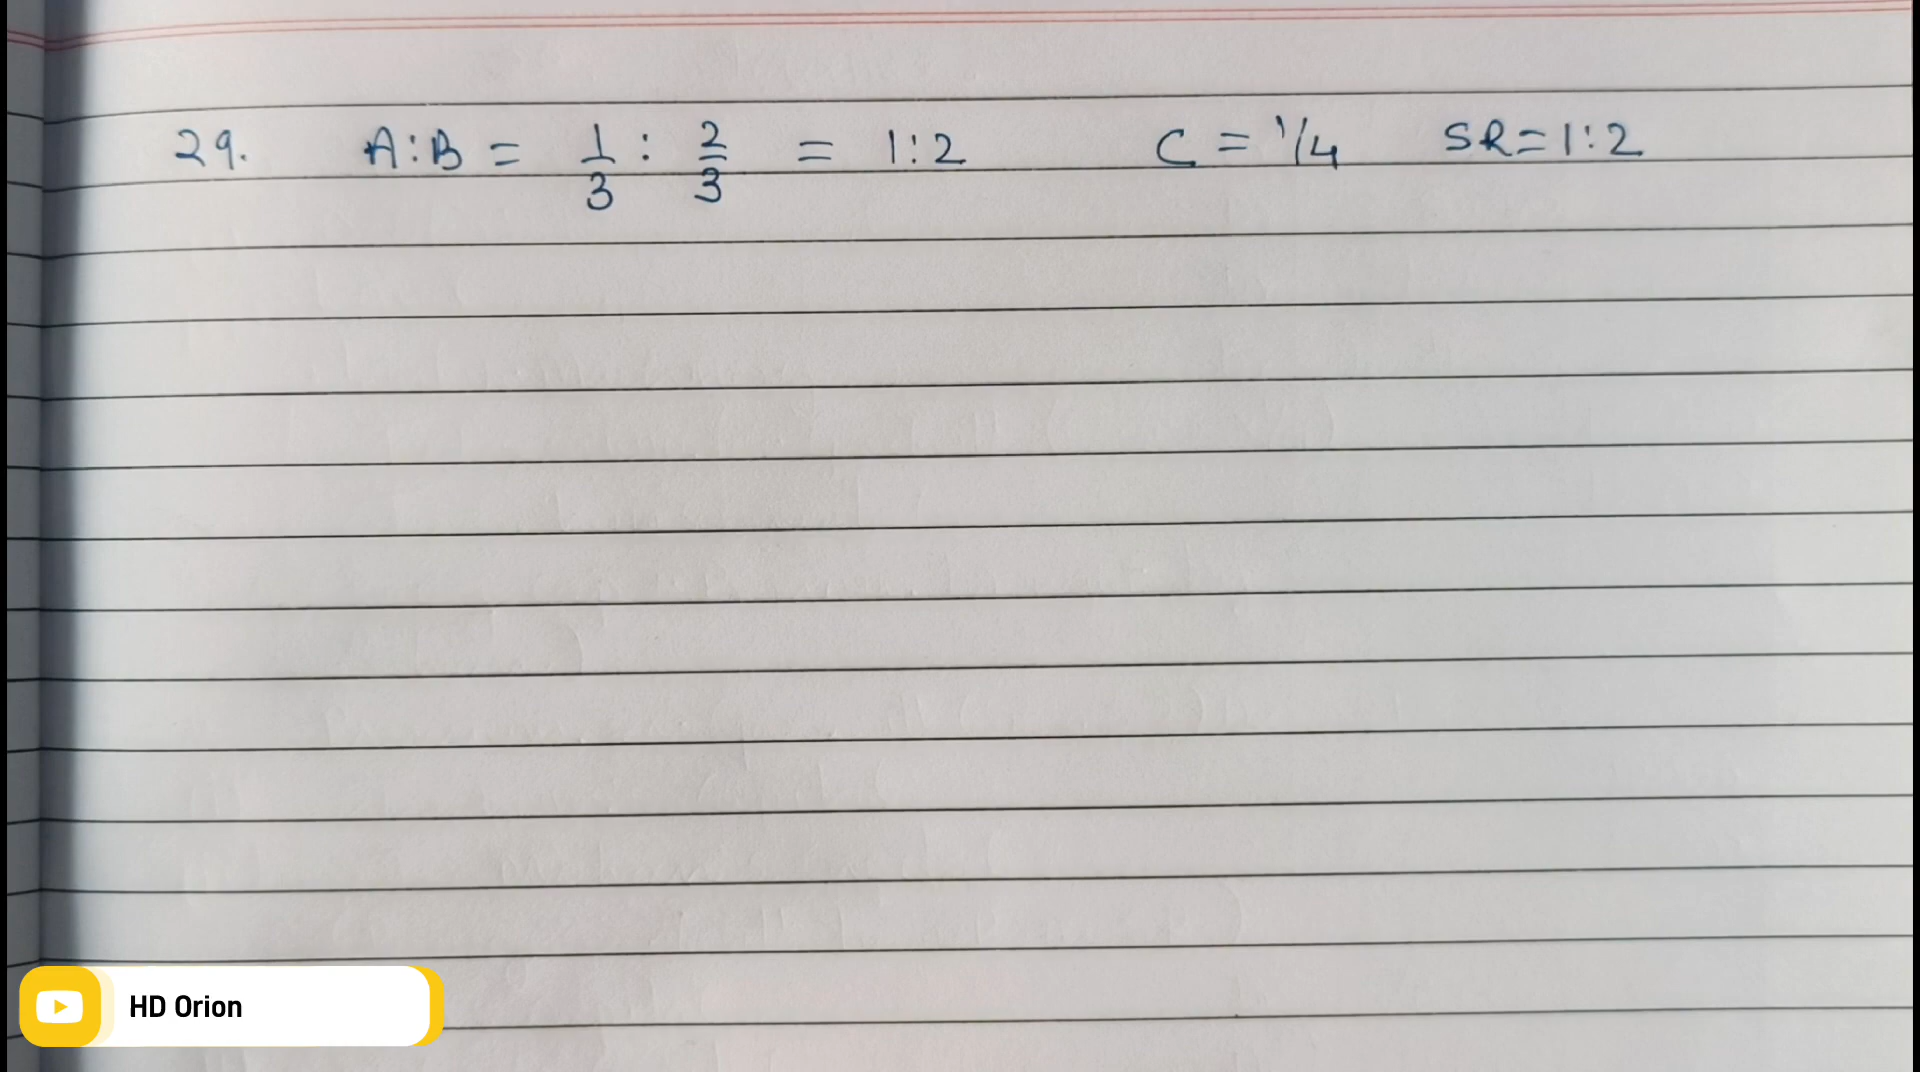 29. A:B = 1/3 : 2/3 = 1:2 C = 1/4 SR=1:2
HD Orion